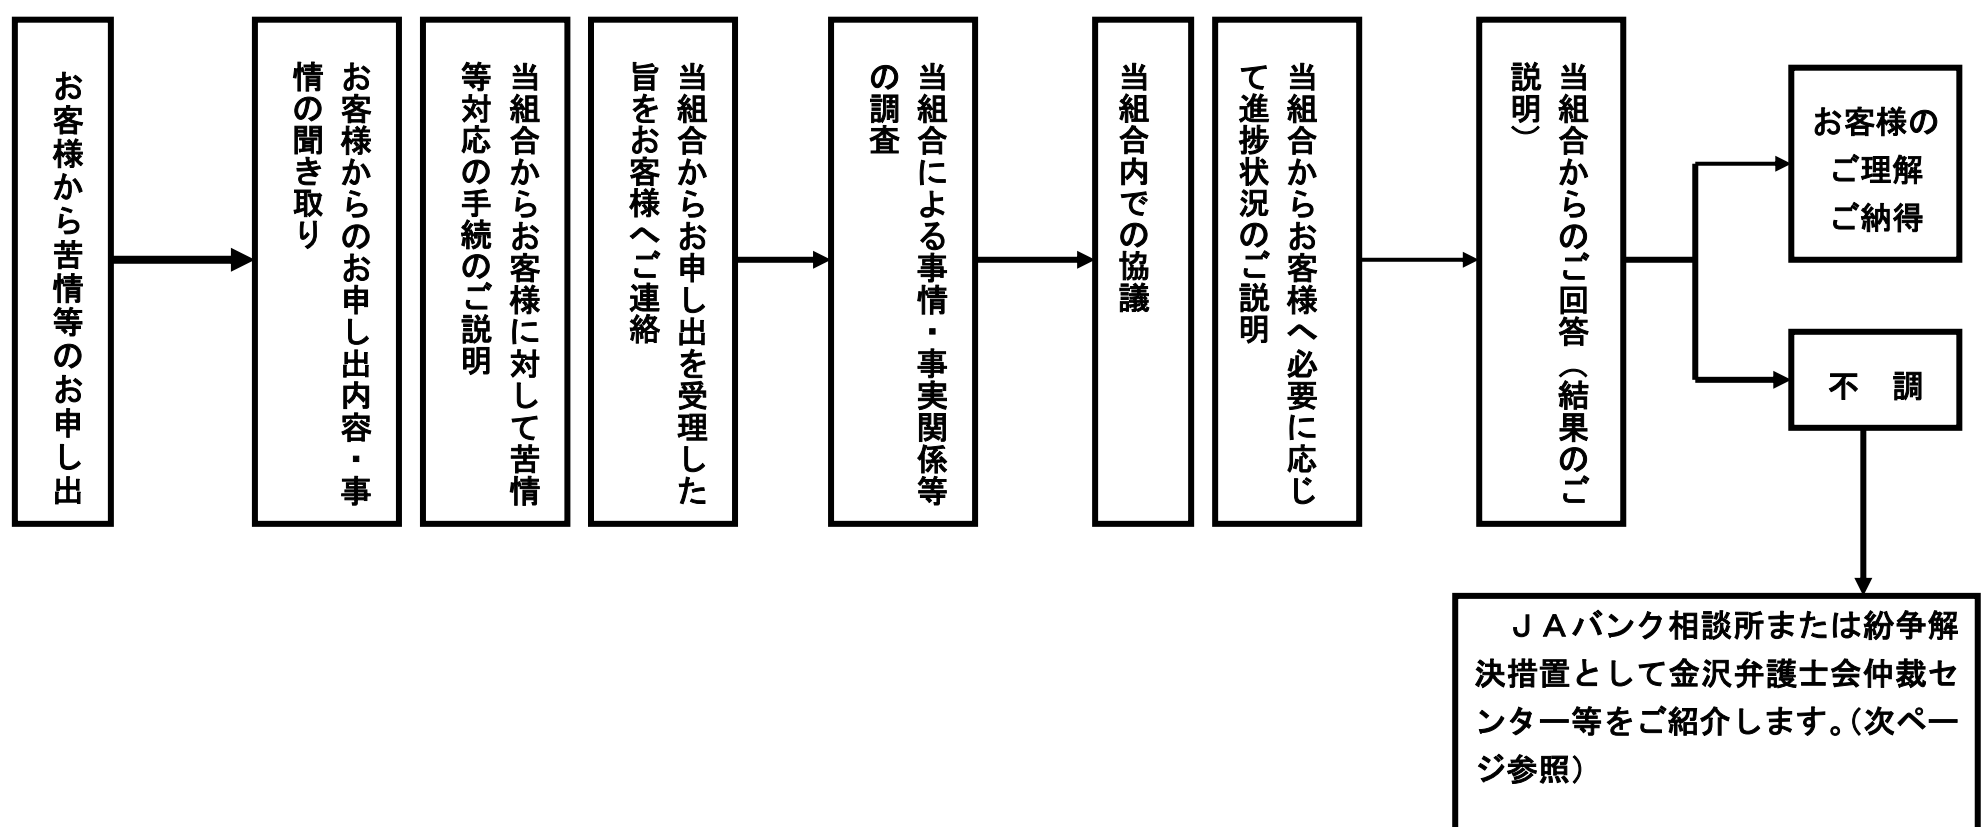 お客様から苦情等のお申し出
お客様からのお申し出内容・事
情の聞き取り
当組合からお客様に対して苦情
等対応の手続のご説明
当組合からお申し出を受理した
旨をお客様へご連絡
当組合による事情・事実関係等
の調査
当組合内での協議
当組合からお客様へ必要に応じ
て進捗状況のご説明
当組合からのご回答（結果のご
説明）
お客様の
ご理解
ご納得
不　調
ＪＡバンク相談所または紛争解
決措置として金沢弁護士会仲裁セ
ンター等をご紹介します。（次ペー
ジ参照）